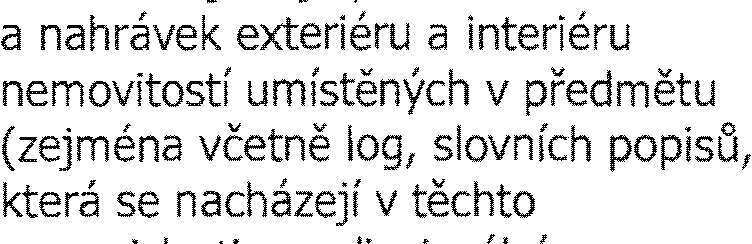 a nahrávek exteriéru a interiéru
nemovitostí umístěných v předmětu
(zejména včetně log, slovních popisů,
která se nacházejí v těchto